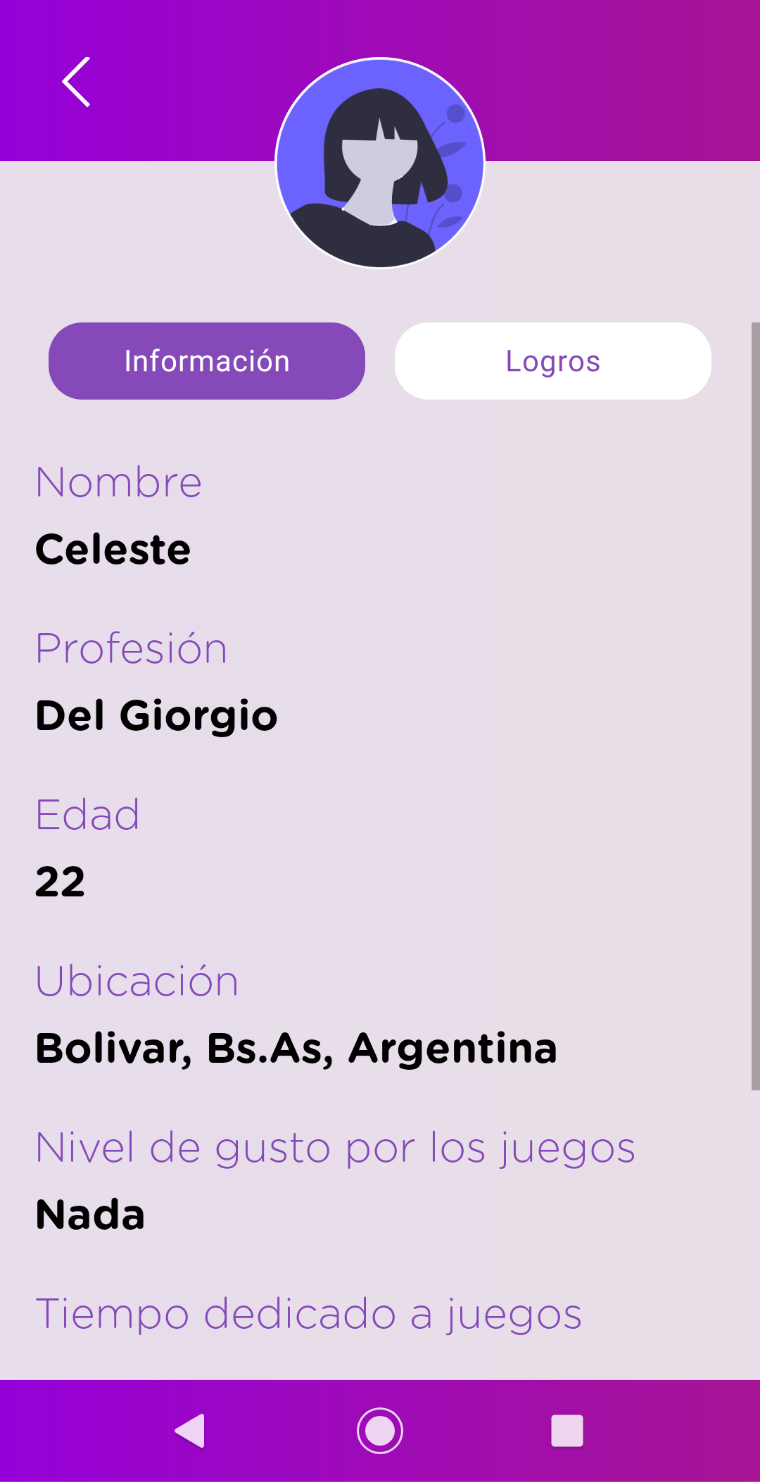 Información
Logros
Nombre
Celeste
Profesión
Del Giorgio
Edad
22
Ubicación
Bolivar, Bs.As, Argentina
Nivel de gusto por los juegos
Nada
Tiempo dedicado a juegos